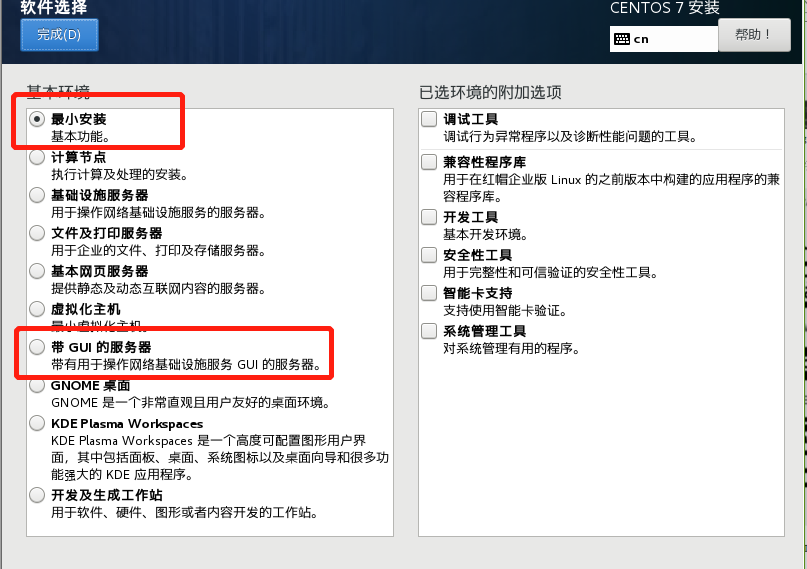 软件选择
CENTOS 7 安装
完成(D)
cn
帮助！
基本环境
已选环境的附加选项
最小安装
基本功能。
计算节点
执行计算及处理的安装。
基础设施服务器
用于操作网络基础设施服务的服务器。
文件及打印服务器
用于企业的文件、打印及存储服务器。
基本网页服务器
提供静态及动态互联网内容的服务器。
虚拟化主机
最小虚拟化主机。
带 GUI 的服务器
带有用于操作网络基础设施服务 GUI 的服务器。
GNOME 桌面
GNOME 是一个非常直观且用户友好的桌面环境。
KDE Plasma Workspaces
KDE Plasma Workspaces 是一个高度可配置图形用户界
面，其中包括面板、桌面、系统图标以及桌面向导和很多功
能强大的 KDE 应用程序。
开发及生成工作站
用于软件、硬件、图形或者内容开发的工作站。
调试工具
调试行为异常程序以及诊断性能问题的工具。
兼容性程序库
用于在红帽企业版 Linux 的之前版本中构建的应用程序的兼
容程序库。
开发工具
基本开发环境。
安全性工具
用于完整性和可信验证的安全性工具。
智能卡支持
支持使用智能卡验证。
系统管理工具
对系统管理有用的程序。